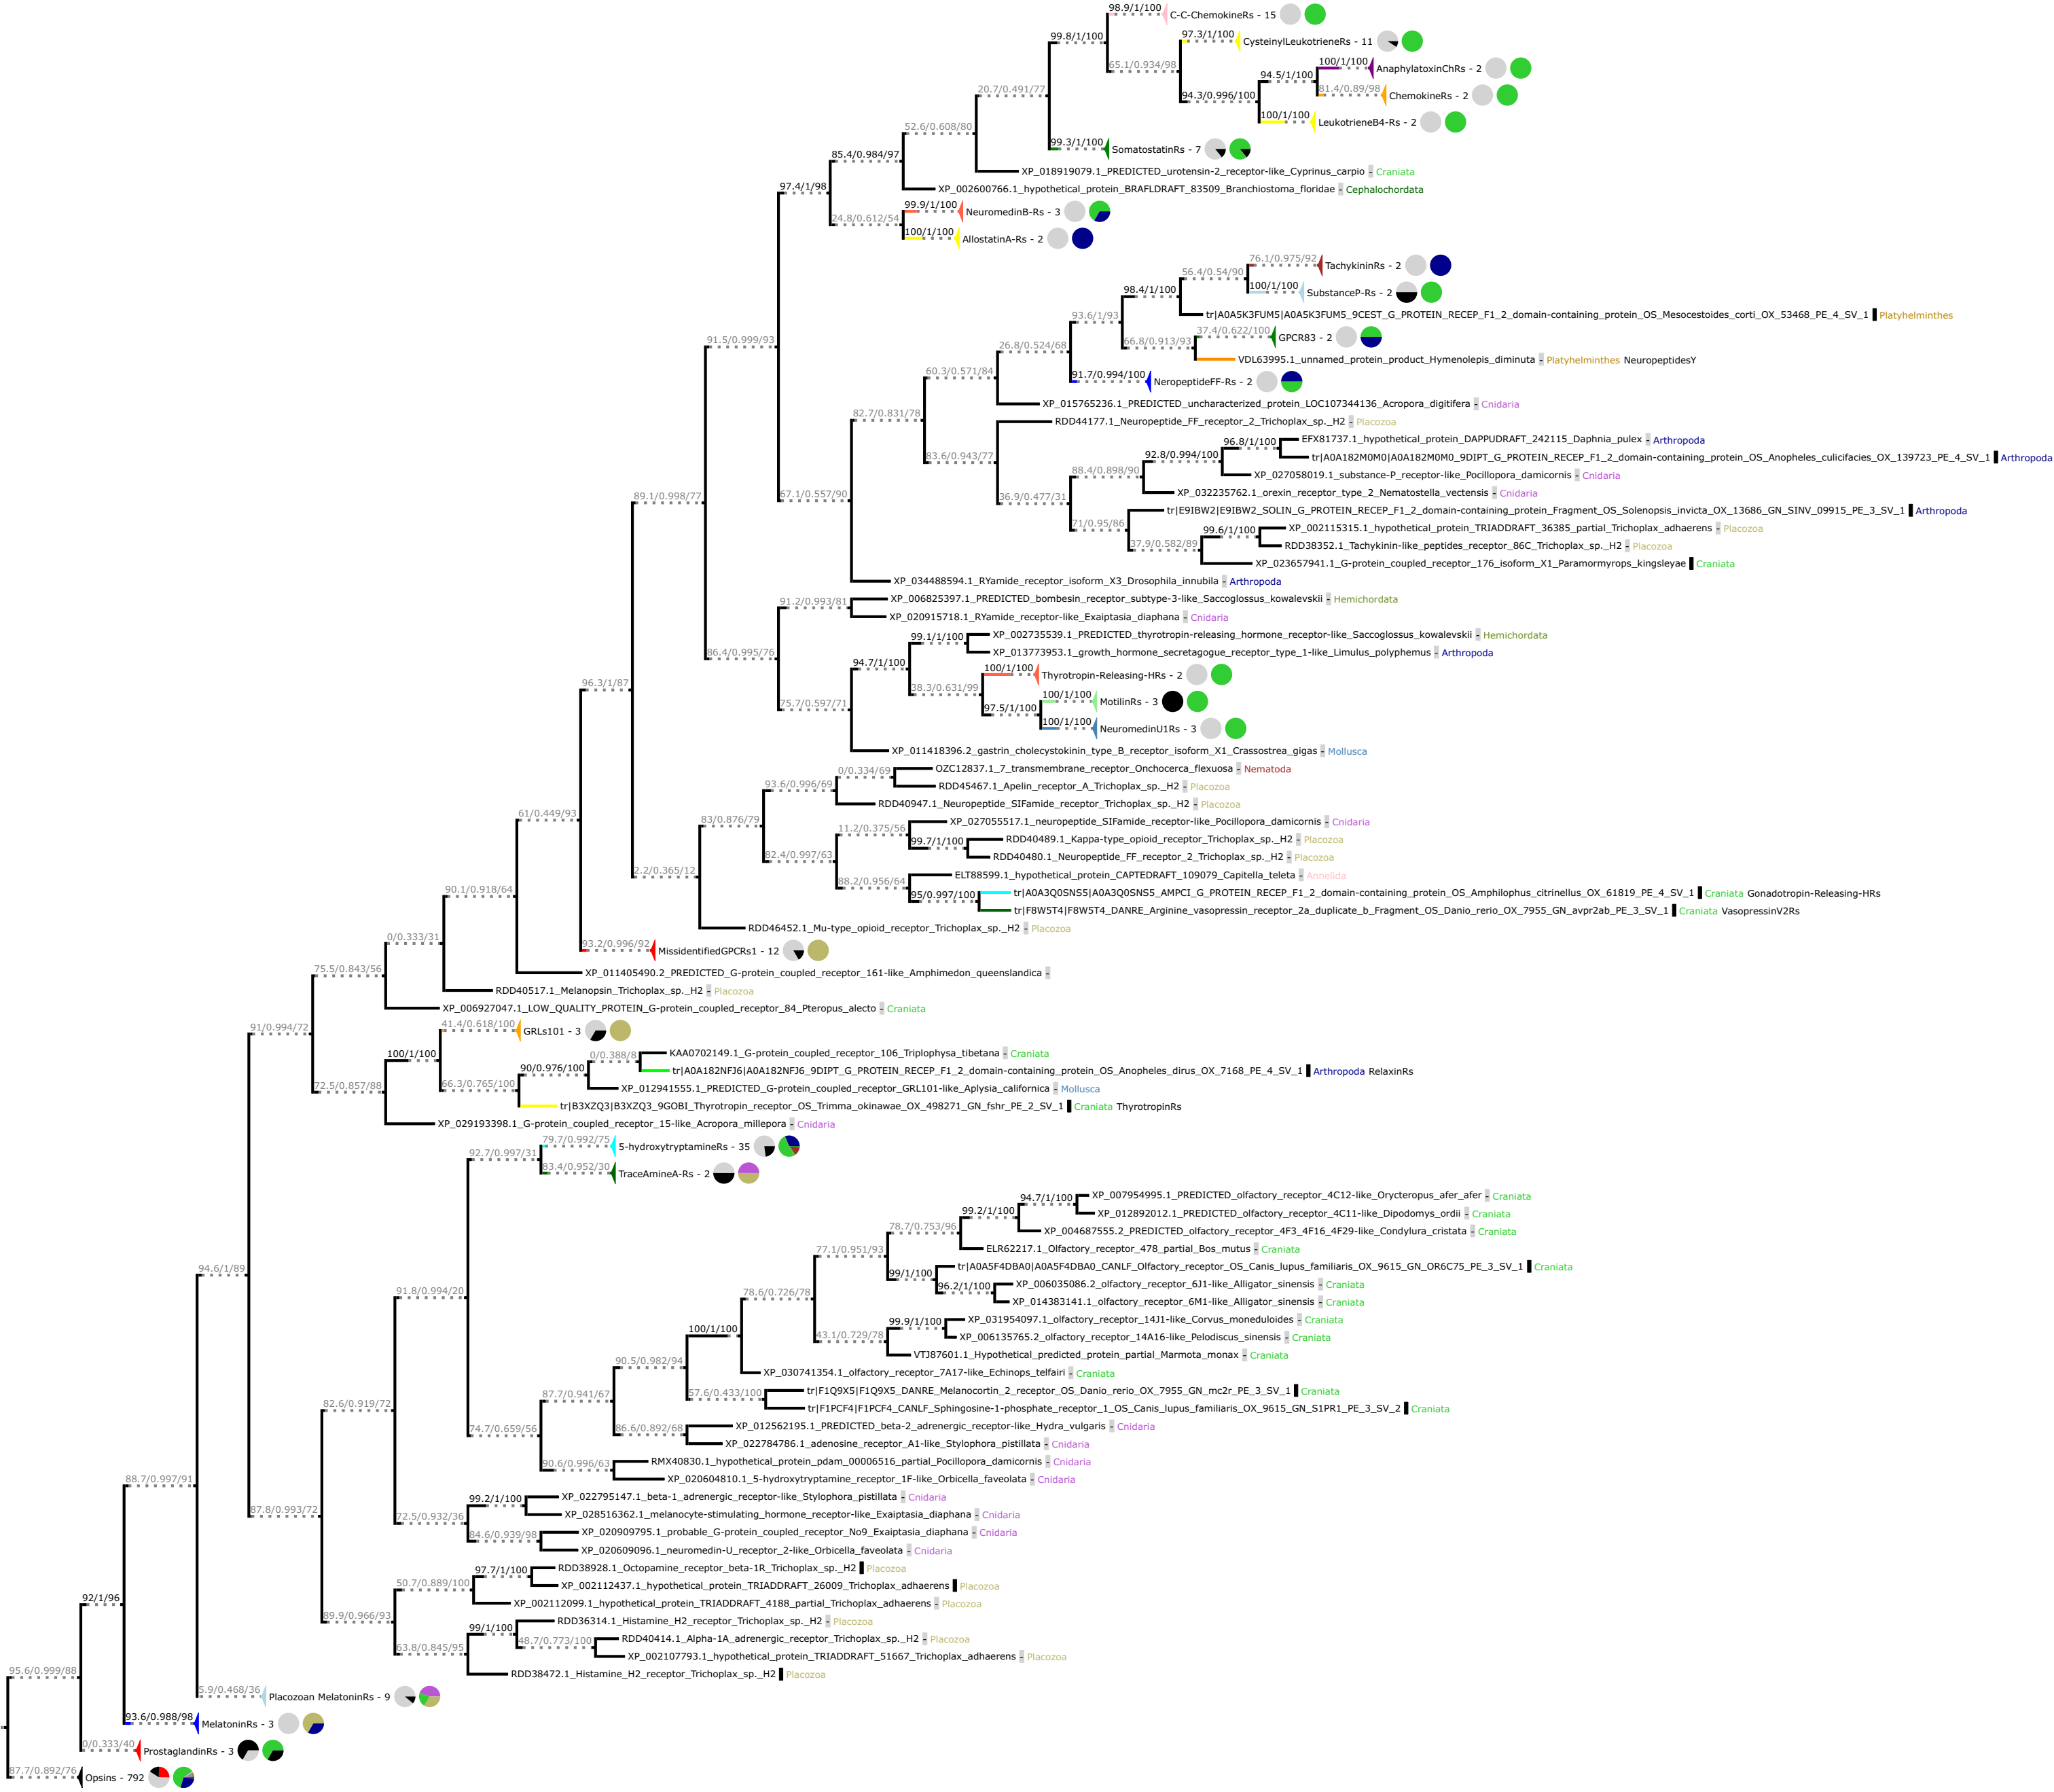 98.9/1/100 C-C-ChemokineRs - 15
99.8/1/100
97.3/1/100 CysteinylLeukotrieneRs - 11
65.1/0.934/98
100/1/100 AnaphylatoxinChRs - 2
94.5/1/100
81.4/0.89/98 ChemokineRs - 2
20.7/0.491/77
94.3/0.996/100
100/1/100 LeukotrieneB4-Rs - 2
52.6/0.608/80
99.3/1/100 SomatostatinRs - 7
85.4/0.984/97
XP_018919079.1_PREDICTED_urotensin-2_receptor-like_Cyprinus_carpio - Craniata
97.4/1/98
XP_002600766.1_hypothetical_protein_BRAFLDRAFT_83509_Branchiostoma_floridae - Cephalochordata
99.9/1/100 NeuromedinB-Rs - 3
24.8/0.612/54
100/1/100 AllostatinA-Rs - 2
76.1/0.975/92 TachykininRs - 2
56.4/0.54/90
100/1/100 SubstanceP-Rs - 2
98.4/1/100
tr|A0A5K3FUM5|A0A5K3FUM5_9CEST_G_PROTEIN_RECEP_F1_2_domain-containing_protein_OS_Mesocestoides_corti_OX_53468_PE_4_SV_1 Platyhelminthes
93.6/1/93
37.4/0.622/100 GPCR83 - 2
91.5/0.999/93
66.8/0.913/93
26.8/0.524/68
VDL63995.1_unnamed_protein_product_Hymenolepis_diminuta - Platyhelminthes NeuropeptidesY
60.3/0.571/84
91.7/0.994/100 NeropeptideFF-Rs - 2
XP_015765236.1_PREDICTED_uncharacterized_protein_LOC107344136_Acropora_digitifera - Cnidaria
82.7/0.831/78
RDD44177.1_Neuropeptide_FF_receptor_2_Trichoplax_sp._H2 - Placozoa
EFX81737.1_hypothetical_protein_DAPPUDRAFT_242115_Daphnia_pulex - Arthropoda
96.8/1/100
83.6/0.943/77
tr|A0A182M0M0|A0A182M0M0_9DIPT_G_PROTEIN_RECEP_F1_2_domain-containing_protein_OS_Anopheles_culicifacies_OX_139723_PE_4_SV_1 Arthropoda
92.8/0.994/100
88.4/0.898/90
XP_027058019.1_substance-P_receptor-like_Pocillopora_damicornis - Cnidaria
XP_032235762.1_orexin_receptor_type_2_Nematostella_vectensis - Cnidaria
89.1/0.998/77
67.1/0.557/90
36.9/0.477/31
tr|E9IBW2|E9IBW2_SOLIN_G_PROTEIN_RECEP_F1_2_domain-containing_protein_Fragment_OS_Solenopsis_invicta_OX_13686_GN_SINV_09915_PE_3_SV_1 Arthropoda
71/0.95/86
XP_002115315.1_hypothetical_protein_TRIADDRAFT_36385_partial_Trichoplax_adhaerens - Placozoa
99.6/1/100
RDD38352.1_Tachykinin-like_peptides_receptor_86C_Trichoplax_sp._H2 - Placozoa
37.9/0.582/89
XP_023657941.1_G-protein_coupled_receptor_176_isoform_X1_Paramormyrops_kingsleyae Craniata
XP_034488594.1_RYamide_receptor_isoform_X3_Drosophila_innubila - Arthropoda
XP_006825397.1_PREDICTED_bombesin_receptor_subtype-3-like_Saccoglossus_kowalevskii - Hemichordata
91.2/0.993/81
XP_020915718.1_RYamide_receptor-like_Exaiptasia_diaphana - Cnidaria
XP_002735539.1_PREDICTED_thyrotropin-releasing_hormone_receptor-like_Saccoglossus_kowalevskii - Hemichordata
99.1/1/100
XP_013773953.1_growth_hormone_secretagogue_receptor_type_1-like_Limulus_polyphemus - Arthropoda
86.4/0.995/76
94.7/1/100
100/1/100 Thyrotropin-Releasing-HRs - 2
96.3/1/87
38.3/0.631/99
100/1/100 MotilinRs - 3
75.7/0.597/71
97.5/1/100
100/1/100 NeuromedinU1Rs - 3
XP_011418396.2_gastrin_cholecystokinin_type_B_receptor_isoform_X1_Crassostrea_gigas - Mollusca
0/0.334/69
OZC12837.1_7_transmembrane_receptor_Onchocerca_flexuosa - Nematoda
93.6/0.996/69
RDD45467.1_Apelin_receptor_A_Trichoplax_sp._H2 - Placozoa
RDD40947.1_Neuropeptide_SIFamide_receptor_Trichoplax_sp._H2 - Placozoa
61/0.449/93
83/0.876/79
XP_027055517.1_neuropeptide_SIFamide_receptor-like_Pocillopora_damicornis - Cnidaria
11.2/0.375/56
RDD40489.1_Kappa-type_opioid_receptor_Trichoplax_sp._H2 - Placozoa
99.7/1/100
82.4/0.997/63
RDD40480.1_Neuropeptide_FF_receptor_2_Trichoplax_sp._H2 - Placozoa
2.2/0.365/12
ELT88599.1_hypothetical_protein_CAPTEDRAFT_109079_Capitella_teleta - Annelida
88.2/0.956/64
90.1/0.918/64
tr|A0A3Q0SNS5|A0A3Q0SNS5_AMPCI_G_PROTEIN_RECEP_F1_2_domain-containing_protein_OS_Amphilophus_citrinellus_OX_61819_PE_4_SV_1 Craniata Gonadotropin-Releasing-HRs
95/0.997/100
tr|F8W5T4|F8W5T4_DANRE_Arginine_vasopressin_receptor_2a_duplicate_b_Fragment_OS_Danio_rerio_OX_7955_GN_avpr2ab_PE_3_SV_1 Craniata VasopressinV2Rs
RDD46452.1_Mu-type_opioid_receptor_Trichoplax_sp._H2 - Placozoa
0/0.333/31
93.2/0.996/92 MissidentifiedGPCRs1 - 12
75.5/0.843/56
XP_011405490.2_PREDICTED_G-protein_coupled_receptor_161-like_Amphimedon_queenslandica -
RDD40517.1_Melanopsin_Trichoplax_sp._H2 - Placozoa
XP_006927047.1_LOW_QUALITY_PROTEIN_G-protein_coupled_receptor_84_Pteropus_alecto - Craniata
91/0.994/72
41.4/0.618/100 GRLs101 - 3
100/1/100
0/0.388/8
KAA0702149.1_G-protein_coupled_receptor_106_Triplophysa_tibetana - Craniata
90/0.976/100
tr|A0A182NFJ6|A0A182NFJ6_9DIPT_G_PROTEIN_RECEP_F1_2_domain-containing_protein_OS_Anopheles_dirus_OX_7168_PE_4_SV_1 Arthropoda RelaxinRs
72.5/0.857/88
66.3/0.765/100
XP_012941555.1_PREDICTED_G-protein_coupled_receptor_GRL101-like_Aplysia_californica - Mollusca
tr|B3XZQ3|B3XZQ3_9GOBI_Thyrotropin_receptor_OS_Trimma_okinawae_OX_498271_GN_fshr_PE_2_SV_1 Craniata ThyrotropinRs
XP_029193398.1_G-protein_coupled_receptor_15-like_Acropora_millepora - Cnidaria
79.7/0.992/75 5-hydroxytryptamineRs - 35
92.7/0.997/31
83.4/0.952/30 TraceAmineA-Rs - 2
94.7/1/100
XP_007954995.1_PREDICTED_olfactory_receptor_4C12-like_Orycteropus_afer_afer - Craniata
99.2/1/100
XP_012892012.1_PREDICTED_olfactory_receptor_4C11-like_Dipodomys_ordii - Craniata
78.7/0.753/96
XP_004687555.2_PREDICTED_olfactory_receptor_4F3_4F16_4F29-like_Condylura_cristata - Craniata
77.1/0.951/93
ELR62217.1_Olfactory_receptor_478_partial_Bos_mutus - Craniata
94.6/1/89
tr|A0A5F4DBA0|A0A5F4DBA0_CANLF_Olfactory_receptor_OS_Canis_lupus_familiaris_OX_9615_GN_OR6C75_PE_3_SV_1 Craniata
99/1/100
XP_006035086.2_olfactory_receptor_6J1-like_Alligator_sinensis - Craniata
96.2/1/100
91.8/0.994/20
78.6/0.726/78
XP_014383141.1_olfactory_receptor_6M1-like_Alligator_sinensis - Craniata
XP_031954097.1_olfactory_receptor_14J1-like_Corvus_moneduloides - Craniata
99.9/1/100
100/1/100
43.1/0.729/78
XP_006135765.2_olfactory_receptor_14A16-like_Pelodiscus_sinensis - Craniata
VTJ87601.1_Hypothetical_predicted_protein_partial_Marmota_monax - Craniata
90.5/0.982/94
XP_030741354.1_olfactory_receptor_7A17-like_Echinops_telfairi - Craniata
57.6/0.433/100
tr|F1Q9X5|F1Q9X5_DANRE_Melanocortin_2_receptor_OS_Danio_rerio_OX_7955_GN_mc2r_PE_3_SV_1 Craniata
87.7/0.941/67
82.6/0.919/72
tr|F1PCF4|F1PCF4_CANLF_Sphingosine-1-phosphate_receptor_1_OS_Canis_lupus_familiaris_OX_9615_GN_S1PR1_PE_3_SV_2 Craniata
74.7/0.659/56
86.6/0.892/68
XP_012562195.1_PREDICTED_beta-2_adrenergic_receptor-like_Hydra_vulgaris - Cnidaria
XP_022784786.1_adenosine_receptor_A1-like_Stylophora_pistillata - Cnidaria
90.6/0.996/63
RMX40830.1_hypothetical_protein_pdam_00006516_partial_Pocillopora_damicornis - Cnidaria
88.7/0.997/91
XP_020604810.1_5-hydroxytryptamine_receptor_1F-like_Orbicella_faveolata - Cnidaria
99.2/1/100
XP_022795147.1_beta-1_adrenergic_receptor-like_Stylophora_pistillata - Cnidaria
87.8/0.993/72
72.5/0.932/36
XP_028516362.1_melanocyte-stimulating_hormone_receptor-like_Exaiptasia_diaphana - Cnidaria
84.6/0.939/98
XP_020909795.1_probable_G-protein_coupled_receptor_No9_Exaiptasia_diaphana - Cnidaria
XP_020609096.1_neuromedin-U_receptor_2-like_Orbicella_faveolata - Cnidaria
97.7/1/100
RDD38928.1_Octopamine_receptor_beta-1R_Trichoplax_sp._H2 Placozoa
50.7/0.889/100
XP_002112437.1_hypothetical_protein_TRIADDRAFT_26009_Trichoplax_adhaerens Placozoa
92/1/96
XP_002112099.1_hypothetical_protein_TRIADDRAFT_4188_partial_Trichoplax_adhaerens - Placozoa
89.9/0.966/93
RDD36314.1_Histamine_H2_receptor_Trichoplax_sp._H2 - Placozoa
99/1/100
48.7/0.773/100
RDD40414.1_Alpha-1A_adrenergic_receptor_Trichoplax_sp._H2 - Placozoa
63.8/0.845/95
XP_002107793.1_hypothetical_protein_TRIADDRAFT_51667_Trichoplax_adhaerens - Placozoa
RDD38472.1_Histamine_H2_receptor_Trichoplax_sp._H2 Placozoa
95.6/0.999/88
5.9/0.468/36 Placozoan MelatoninRs - 9
93.6/0.988/98 MelatoninRs - 3
0/0.333/40 ProstaglandinRs - 3
87.7/0.892/76 Opsins - 792